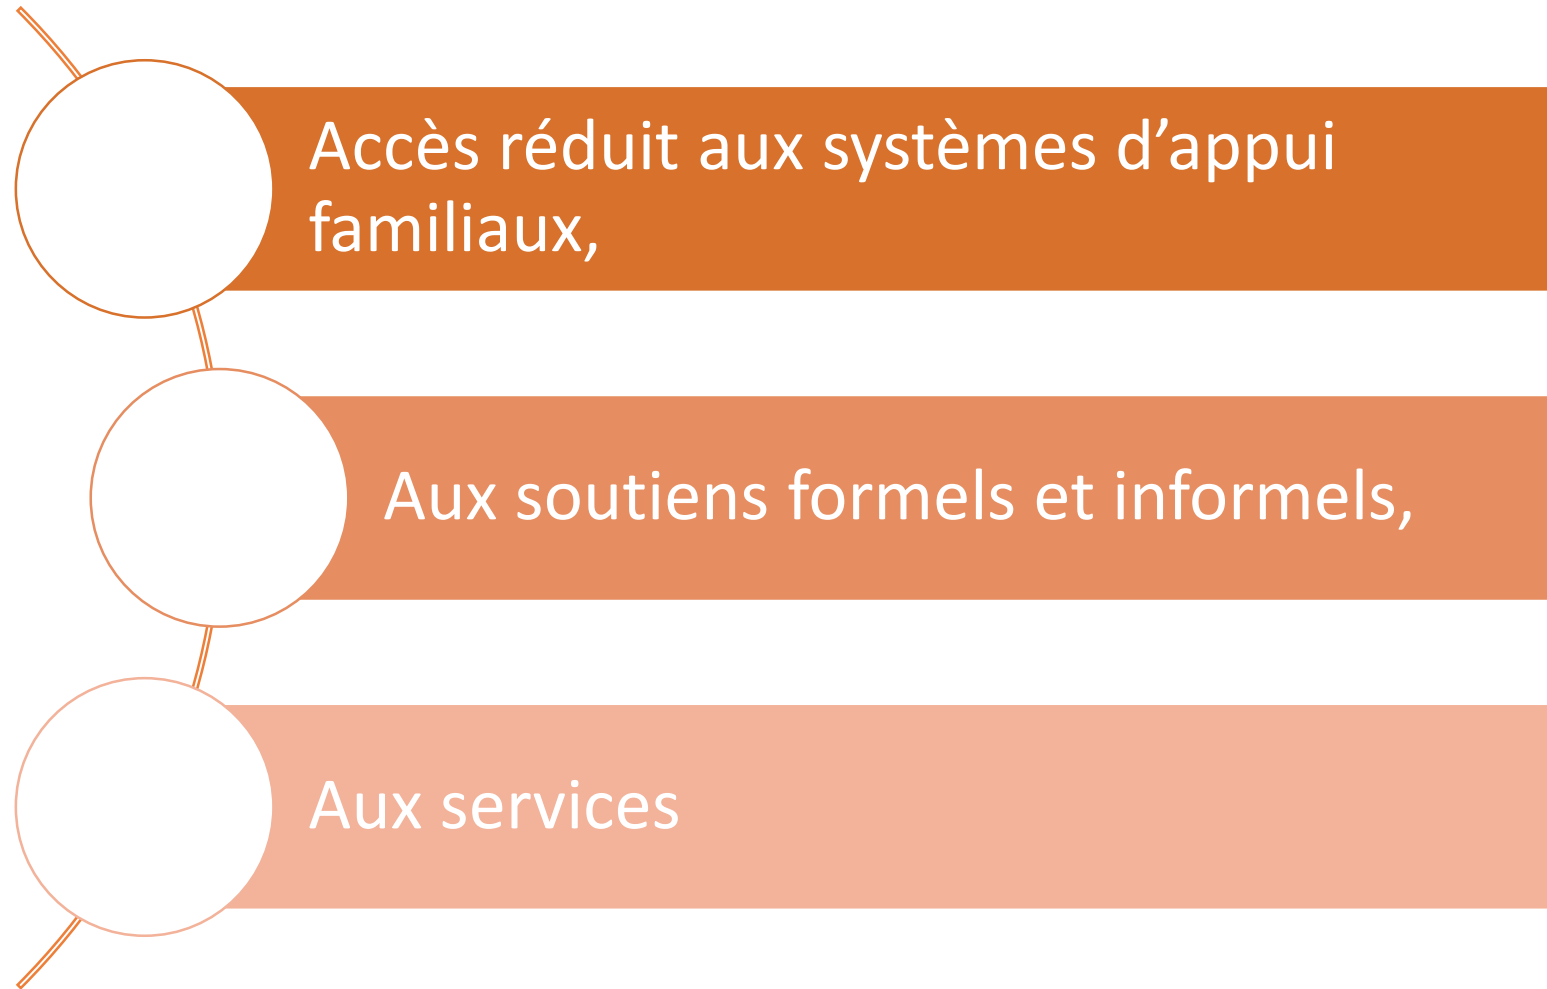 Accès réduit aux systèmes d’appui
familiaux,
Aux soutiens formels et informels,
Aux services